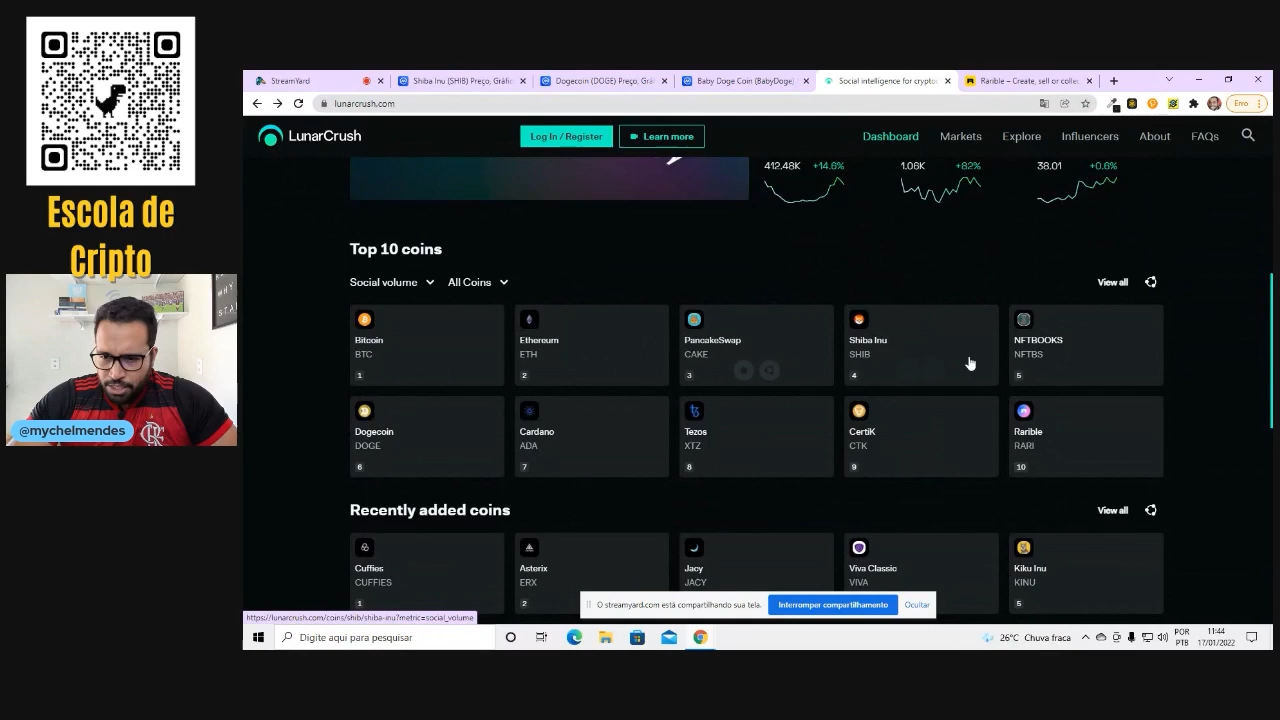 Escola de
Cripto
@mychelmendes
WHY
STA
StreamYard
Shiba Inu (SHIB) Preço, Gráfic
Dogecoin (DOGE) Preço, Grá
Baby Doge Coin (BabyDoge)
Social intelligence for crypto
Rarible – Create, sell or collec
lunarcrush.com
Erro
LunarCrush
Log In / Register
Learn more
Dashboard
Markets
Explore
Influencers
About
FAQs
412.48K +14.6%
1.06K +82%
38.01 +0.6%
Top 10 coins
Social volume
All Coins
View all
Bitcoin
BTC
1
Ethereum
ETH
2
PancakeSwap
CAKE
3
Shiba Inu
SHIB
4
NFTBOOKS
NFTBS
5
Dogecoin
DOGE
6
Cardano
ADA
7
Tezos
XTZ
8
CertiK
CTK
9
Rarible
RARI
10
Recently added coins
View all
Cuffies
CUFFIES
1
Asterix
ERX
2
Jacy
JACY
Viva Classic
VIVA
Kiku Inu
KINU
5
O streamyard.com está compartilhando sua tela.
Interromper compartilhamento
Ocultar
https://lunarcrush.com/coins/shib/shiba-inu?metric=social_volume
Digite aqui para pesquisar
26°C Chuva fraca
POR
PTB
11:44
17/01/2022